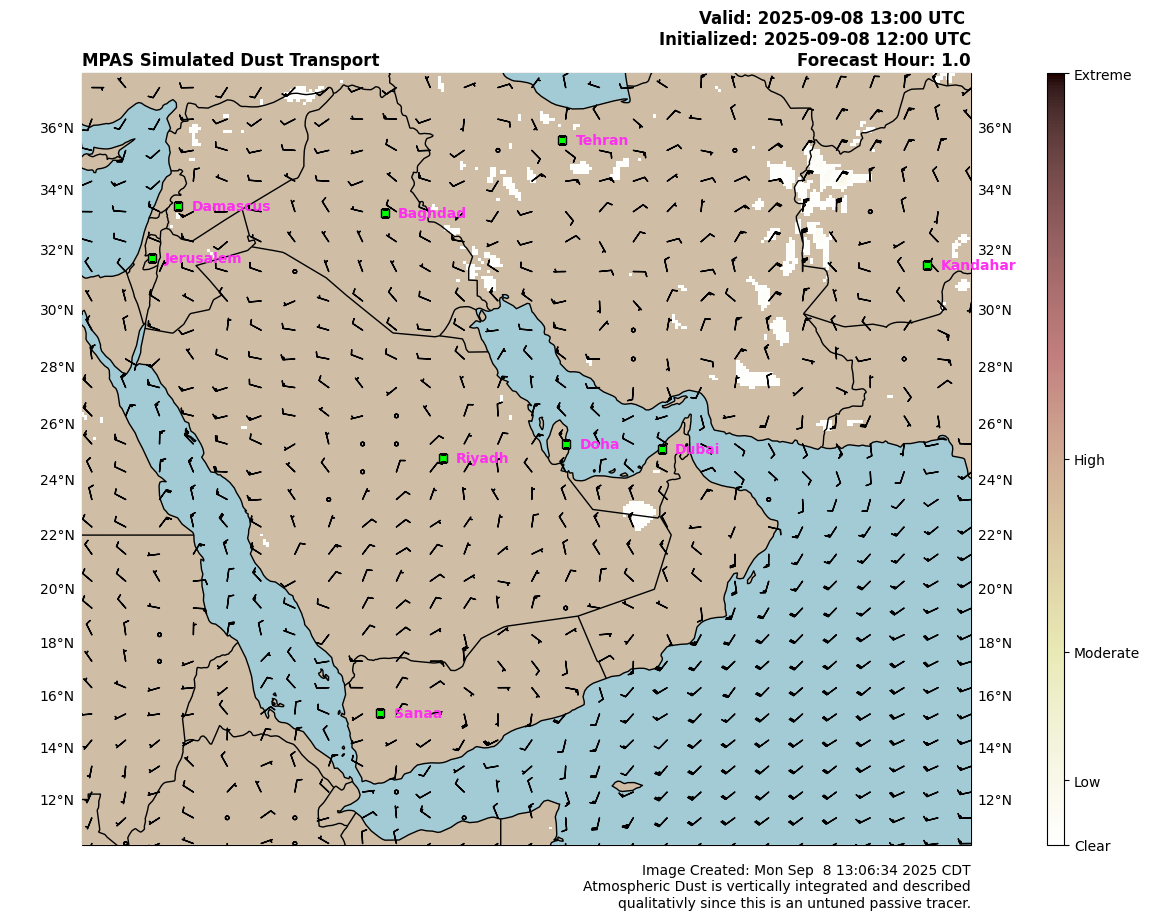 Valid: 2025-09-08 13:00 UTC
Initialized: 2025-09-08 12:00 UTC
MPAS Simulated Dust Transport
Forecast Hour: 1.0
Extreme
36°N
Tehran
36°N
34°N
34°N
Damascus
Baghdad
32°N
32°N
Jerusalem
Kandahar
30°N
30°N
28°N
28°N
26°N
26°N
Doha
Dubai
Riyadh
High
24°N
24°N
22°N
22°N
20°N
20°N
18°N
18°N
Moderate
16°N
16°N
Sanaa
14°N
14°N
Low
12°N
12°N
Clear
Image Created: Mon Sep  8 13:06:34 2025 CDT
Atmospheric Dust is vertically integrated and described
qualitativly since this is an untuned passive tracer.